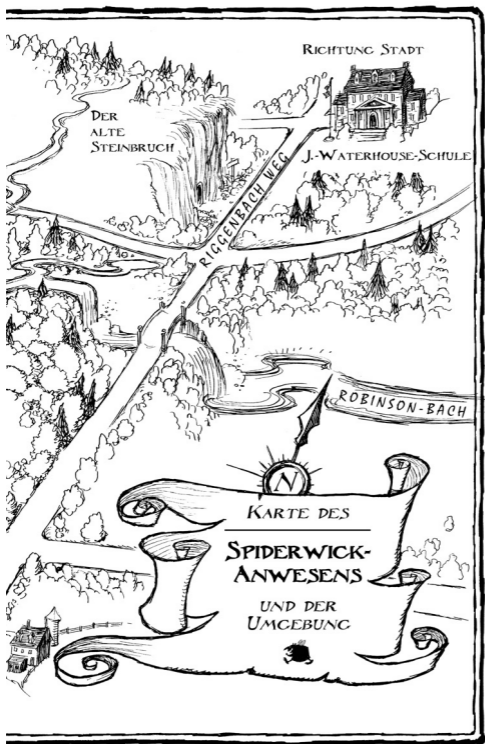 RICHTUNG STADT
DER
ALTE
STEINBRUCH
J.-WATERHOUSE-SCHULE
RIGGENBACH WEG
ROBINSON-BACH
N
KARTE DES
SPIDERWICK-
ANWESENS
UND DER
UMGEBUNG